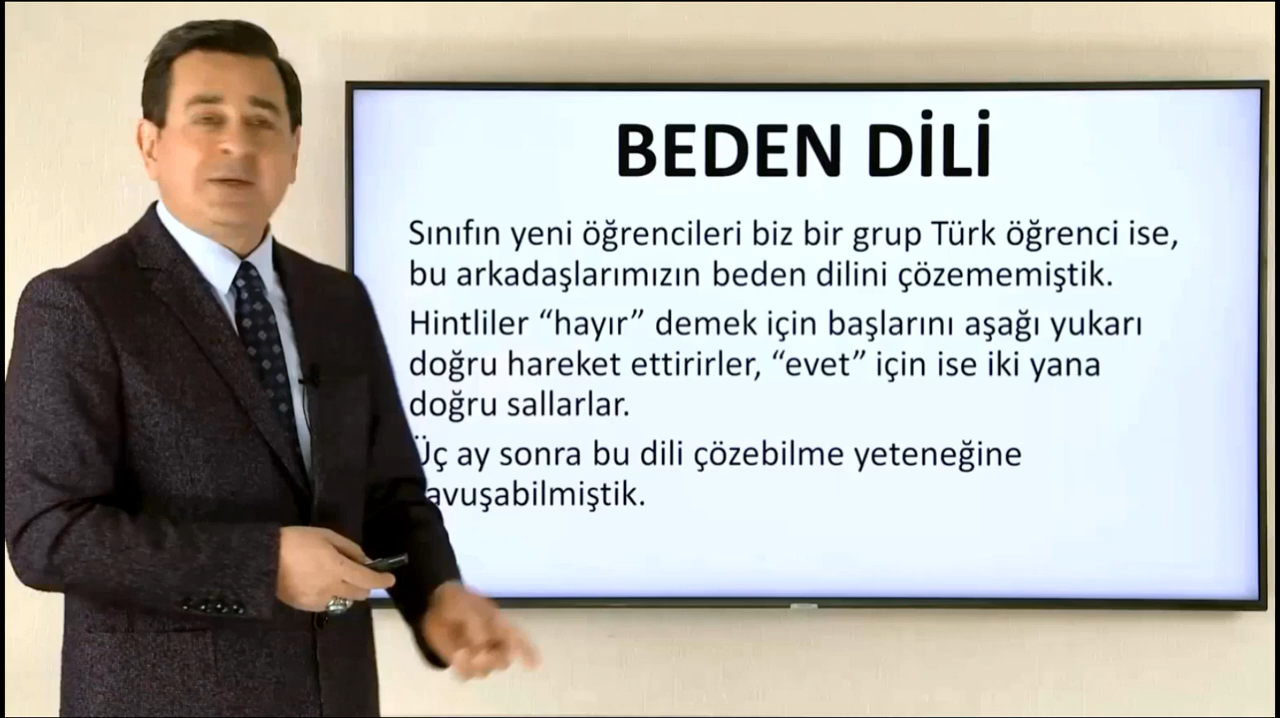 BEDEN DİLİ
Sınıfın yeni öğrencileri biz bir grup Türk öğrenci ise,
bu arkadaşlarımızın beden dilini çözememiştik.
Hintliler “hayır” demek için başlarını aşağı yukarı
doğru hareket ettirirler, “evet” için ise iki yana
doğru sallarlar.
Üç ay sonra bu dili çözebilme yeteneğine
avuşabilmiştik.